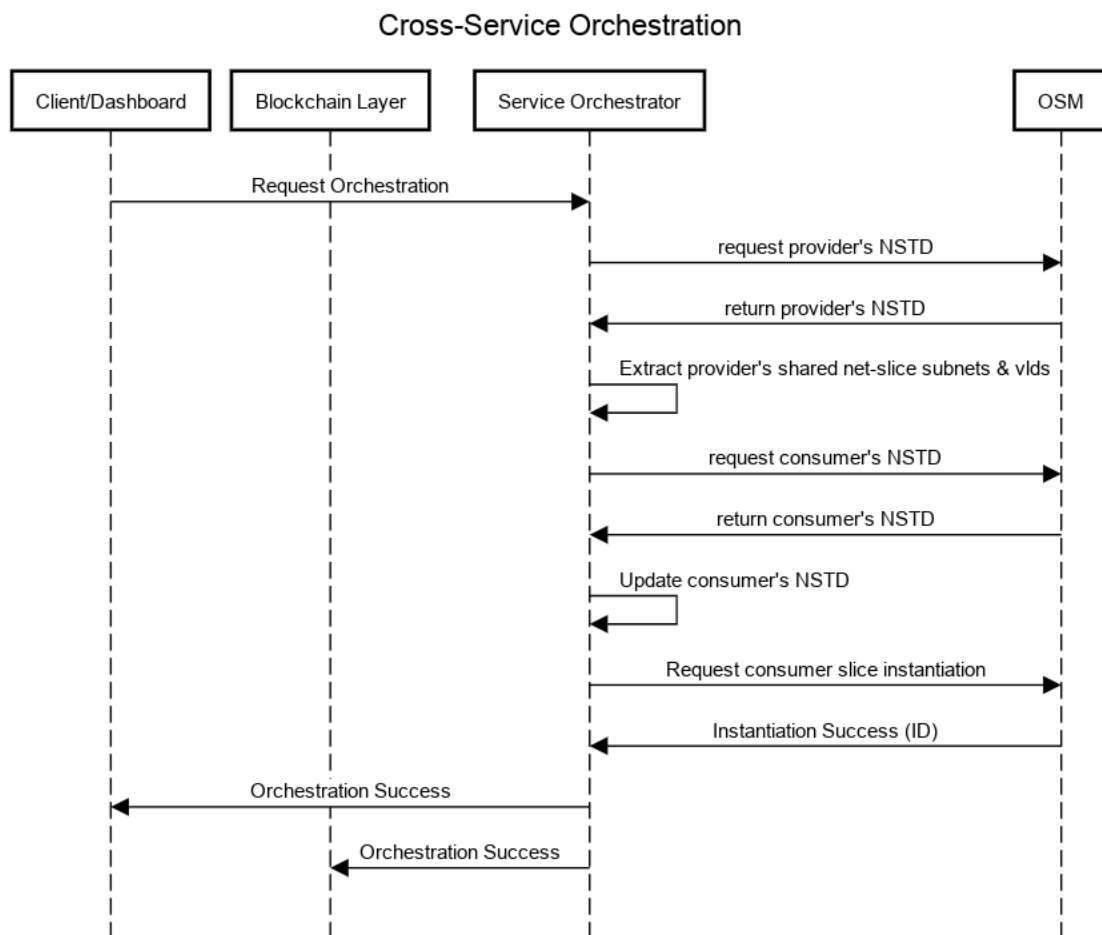 Cross-Service Orchestration
Client/Dashboard
Blockchain Layer
Service Orchestrator
OSM
Request Orchestration
request provider's NSTD
return provider's NSTD
Extract provider's shared net-slice subnets & vlds
request consumer's NSTD
return consumer's NSTD
Update consumer's NSTD
Request consumer slice instantiation
Instantiation Success (ID)
Orchestration Success
Orchestration Success